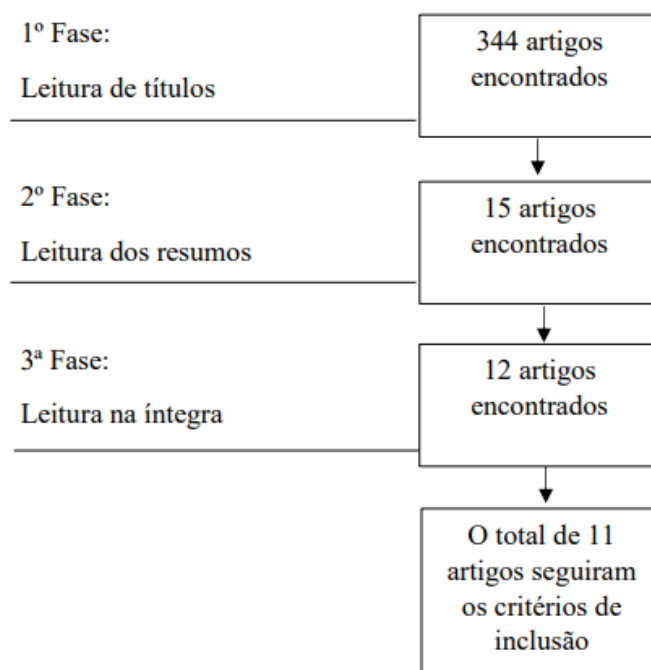 1º Fase:
Leitura de títulos
344 artigos
encontrados
2º Fase:
Leitura dos resumos
15 artigos
encontrados
3ª Fase:
Leitura na íntegra
12 artigos
encontrados
O total de 11
artigos seguiram
os critérios de
inclusão